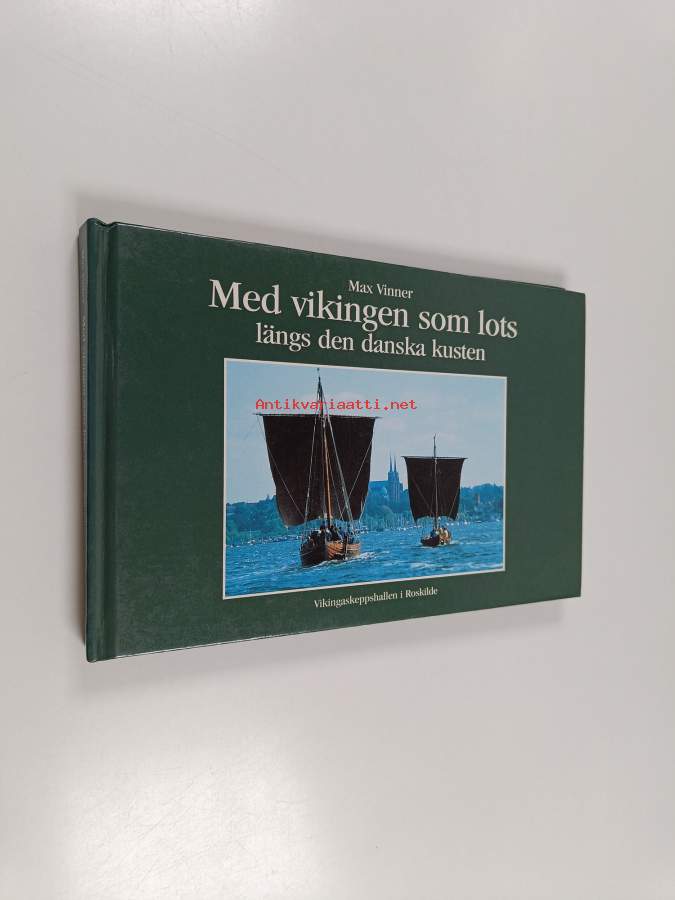 Max Vinner
Med vikingen som lots
längs den danska kusten
Antikvariaatti.net
Vikingaskeppshallen i Roskilde